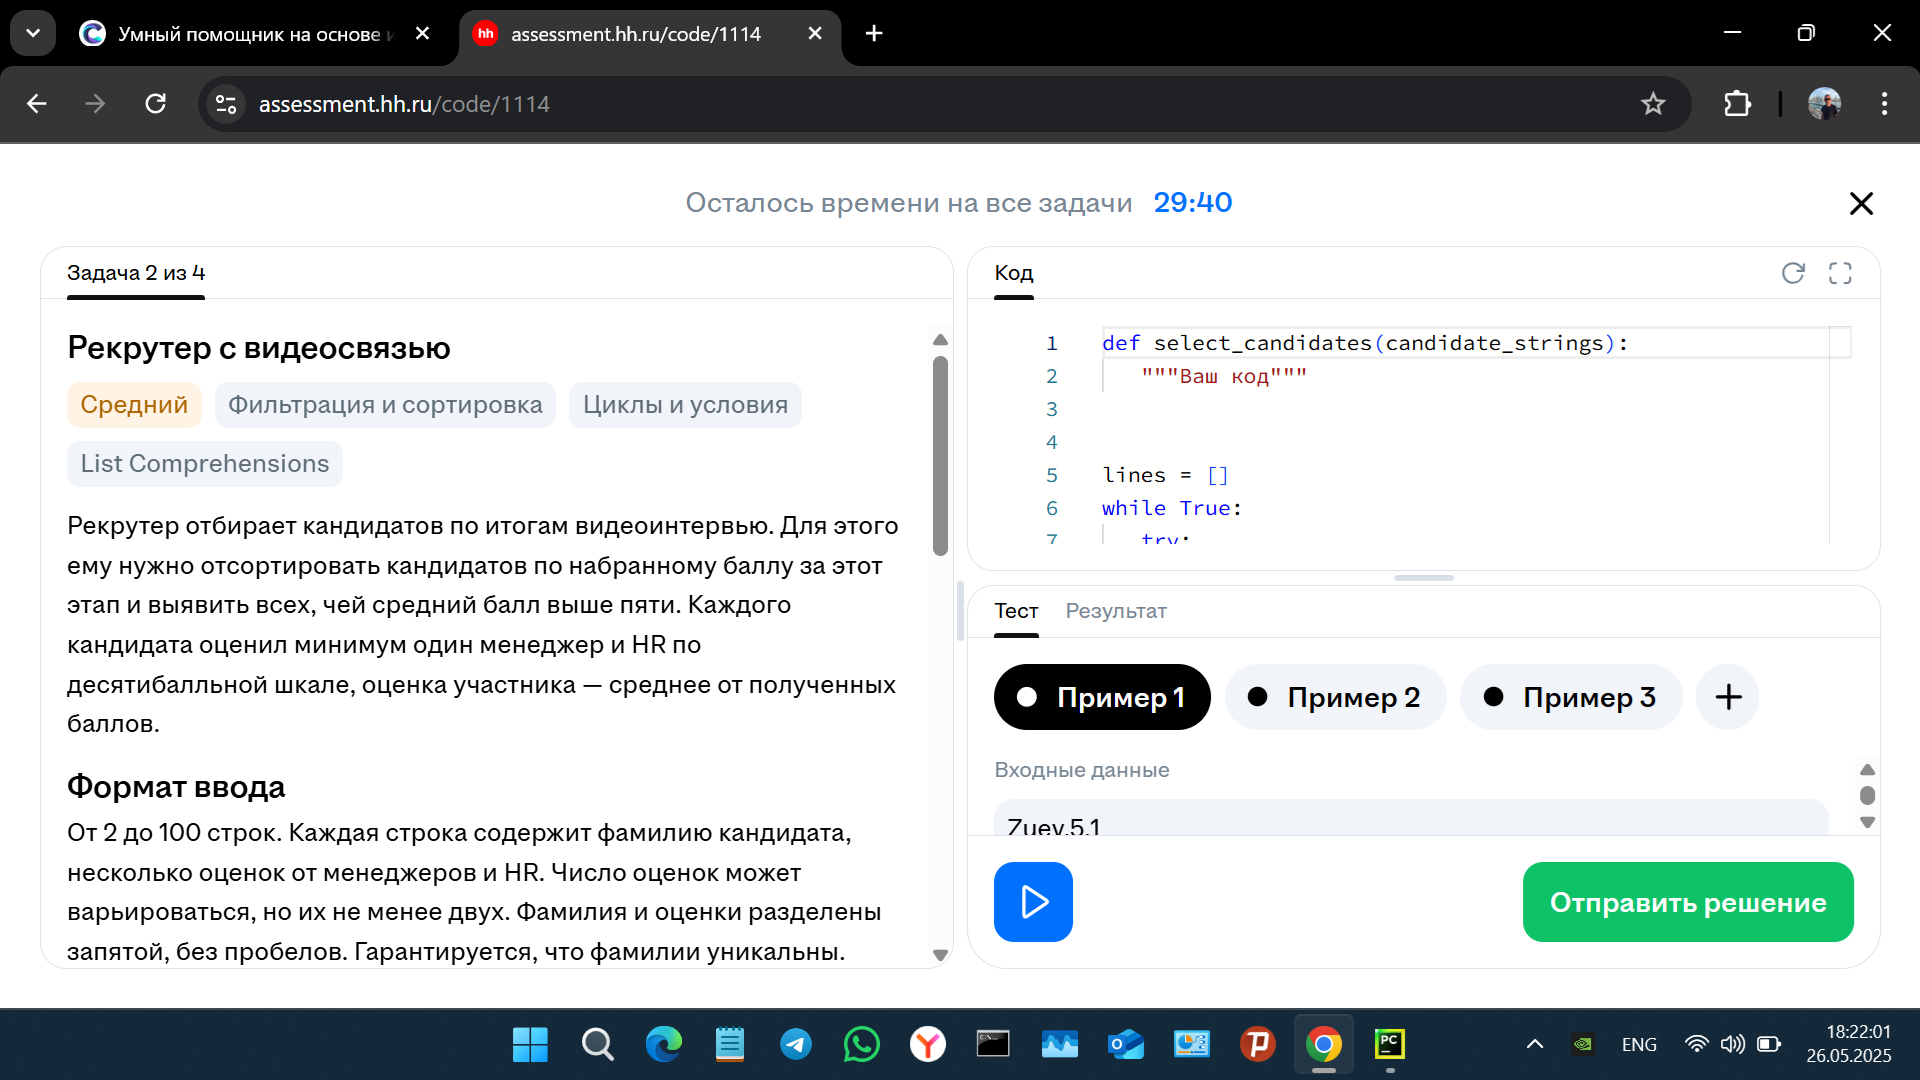 Умный помощник на основе и
hh
assessment.hh.ru/code/1114
assessment.hh.ru/code/1114
Осталось времени на все задачи 29:40
Задача 2 из 4
Рекрутер с видеосвязью
Средний
Фильтрация и сортировка
Циклы и условия
List Comprehensions
Рекрутер отбирает кандидатов по итогам видеоинтервью. Для этого
ему нужно отсортировать кандидатов по набранному баллу за этот
этап и выявить всех, чей средний балл выше пяти. Каждого
кандидата оценил минимум один менеджер и HR по
десятибалльной шкале, оценка участника — среднее от полученных
баллов.
Формат ввода
От 2 до 100 строк. Каждая строка содержит фамилию кандидата,
несколько оценок от менеджеров и HR. Число оценок может
варьироваться, но их не менее двух. Фамилия и оценки разделены
запятой, без пробелов. Гарантируется, что фамилии уникальны.
Код
1 def select_candidates(candidate_strings):
2 """Ваш код"""
3
4
5 lines = []
6 while True:
7 try:
Тест
Результат
Пример 1
Пример 2
Пример 3
Входные данные
Zuev,5,1
Отправить решение
PC
ENG
18:22:01
26.05.2025